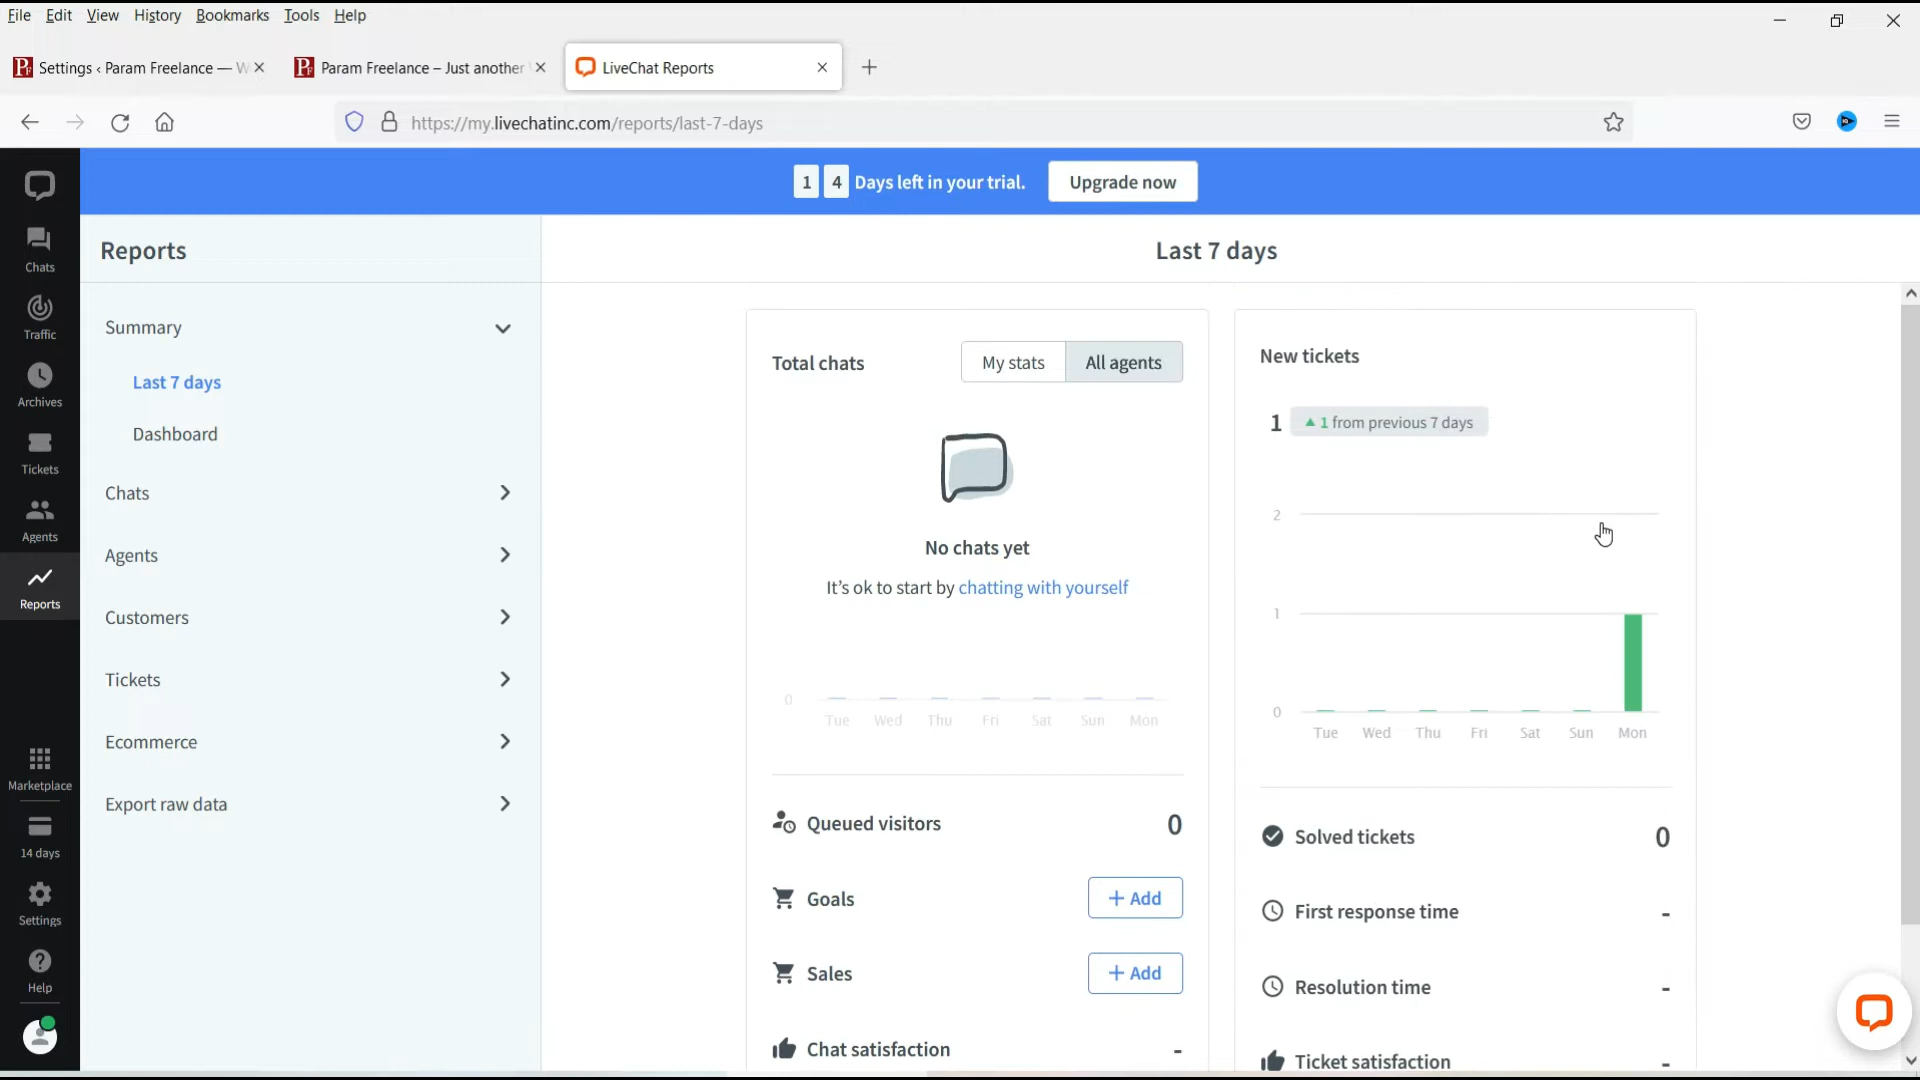 File Edit View History Bookmarks Tools Help
Settings ‹ Param Freelance — W
Param Freelance – Just another
LiveChat Reports
https://my.livechatinc.com/reports/last-7-days
1 4 Days left in your trial. Upgrade now
Chats
Traffic
Archives
Tickets
Agents
Reports
Marketplace
14 days
Settings
Help
Reports
Summary
Last 7 days
Dashboard
Chats
Agents
Customers
Tickets
Ecommerce
Export raw data
Last 7 days
Total chats My stats All agents
No chats yet
It's ok to start by chatting with yourself
0
Tue Wed Thu Fri Sat Sun Mon
Queued visitors 0
Goals + Add
Sales + Add
Chat satisfaction -
New tickets
1 ▲ 1 from previous 7 days
2
1
0
Tue Wed Thu Fri Sat Sun Mon
Solved tickets 0
First response time -
Resolution time -
Ticket satisfaction -